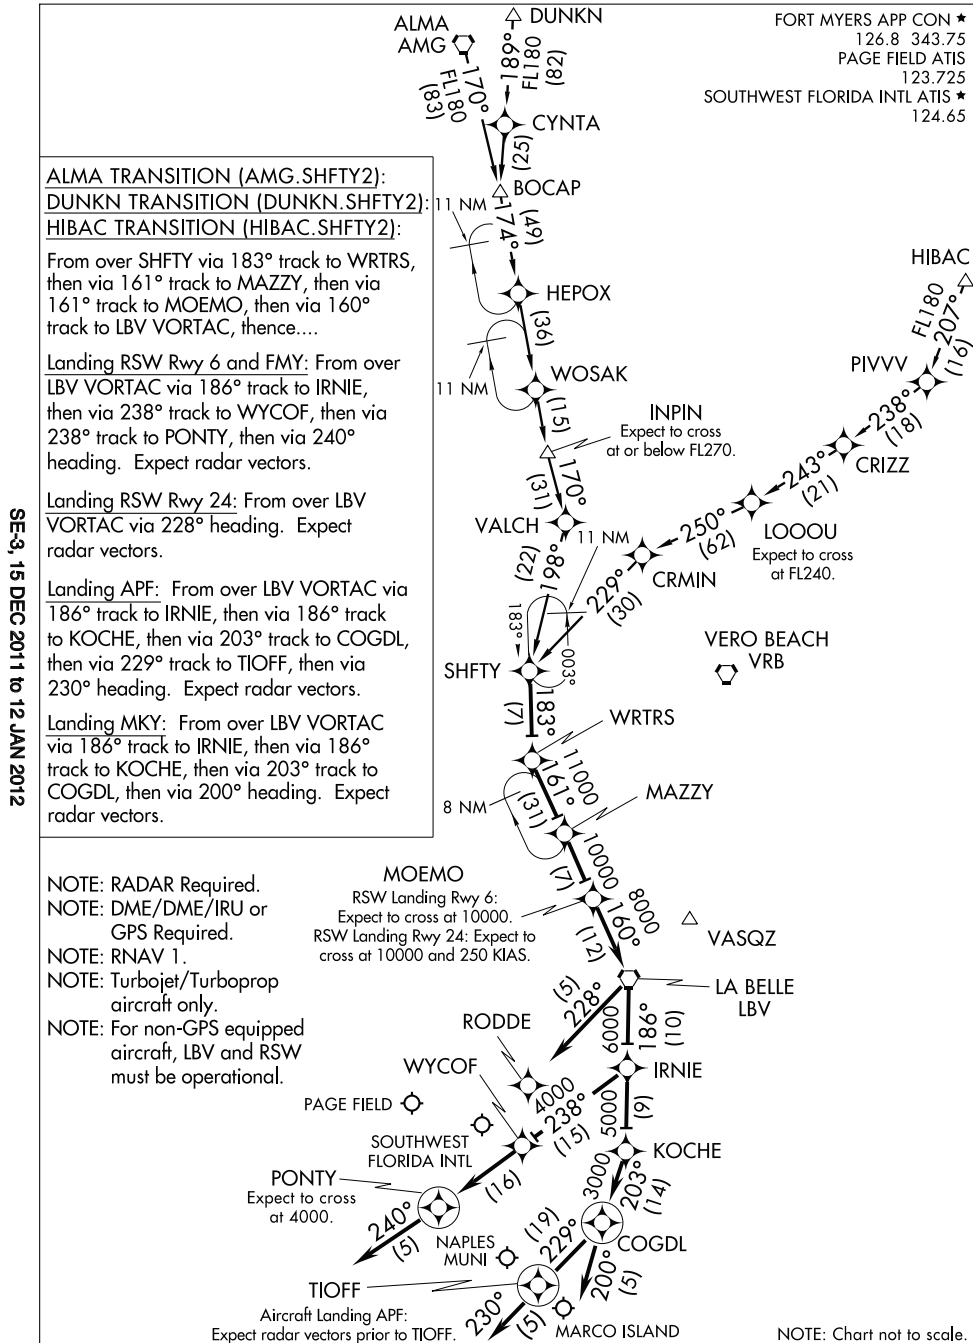 ALMA
AMG
DUNKN
FORT MYERS APP CON ★
126.8 343.75
PAGE FIELD ATIS
123.725
SOUTHWEST FLORIDA INTL ATIS ★
124.65
170°
FL180
(83)
189°
FL180
(82)
CYNTA
(25)
BOCAP
ALMA TRANSITION (AMG.SHFTY2):
DUNKN TRANSITION (DUNKN.SHFTY2):
HIBAC TRANSITION (HIBAC.SHFTY2):
From over SHFTY via 183° track to WRTRS,
then via 161° track to MAZZY, then via
161° track to MOEMO, then via 160°
track to LBV VORTAC, thence....
Landing RSW Rwy 6 and FMY: From over
LBV VORTAC via 186° track to IRNIE,
then via 238° track to WYCOF, then via
238° track to PONTY, then via 240°
heading. Expect radar vectors.
Landing RSW Rwy 24: From over LBV
VORTAC via 228° heading. Expect
radar vectors.
Landing APF: From over LBV VORTAC via
186° track to IRNIE, then via 186° track
to KOCHE, then via 203° track to COGDL,
then via 229° track to TIOFF, then via
230° heading. Expect radar vectors.
Landing MKY: From over LBV VORTAC
via 186° track to IRNIE, then via 186°
track to KOCHE, then via 203° track to
COGDL, then via 200° heading. Expect
radar vectors.
11 NM
174°
(49)
HEPOX
(36)
11 NM
WOSAK
(15)
INPIN
Expect to cross
at or below FL270.
170°
(31)
VALCH
HIBAC
FL180
207°
(16)
PIVVV
238°
(18)
CRIZZ
243°
(21)
LOOOU
Expect to cross
at FL240.
250°
(62)
CRMIN
229°
(30)
198°
(22)
11 NM
183°
003°
SHFTY
VERO BEACH
VRB
183°
(7)
WRTRS
11000
161°
(31)
8 NM
MAZZY
10000
(7)
MOEMO
RSW Landing Rwy 6:
Expect to cross at 10000.
RSW Landing Rwy 24: Expect to
cross at 10000 and 250 KIAS.
8000
160°
(12)
VASQZ
LA BELLE
LBV
NOTE: RADAR Required.
NOTE: DME/DME/IRU or
GPS Required.
NOTE: RNAV 1.
NOTE: Turbojet/Turboprop
aircraft only.
NOTE: For non-GPS equipped
aircraft, LBV and RSW
must be operational.
(5)
228°
6000
186°
(10)
RODDE
IRNIE
WYCOF
4000
238°
(15)
5000
(9)
PAGE FIELD
SOUTHWEST
FLORIDA INTL
KOCHE
PONTY
Expect to cross
at 4000.
(16)
240°
(5)
3000
203°
(14)
COGDL
NAPLES
MUNI
(19)
229°
200°
(5)
TIOFF
Aircraft Landing APF:
Expect radar vectors prior to TIOFF.
230°
(5)
MARCO ISLAND
NOTE: Chart not to scale.
SE-3, 15 DEC 2011 to 12 JAN 2012